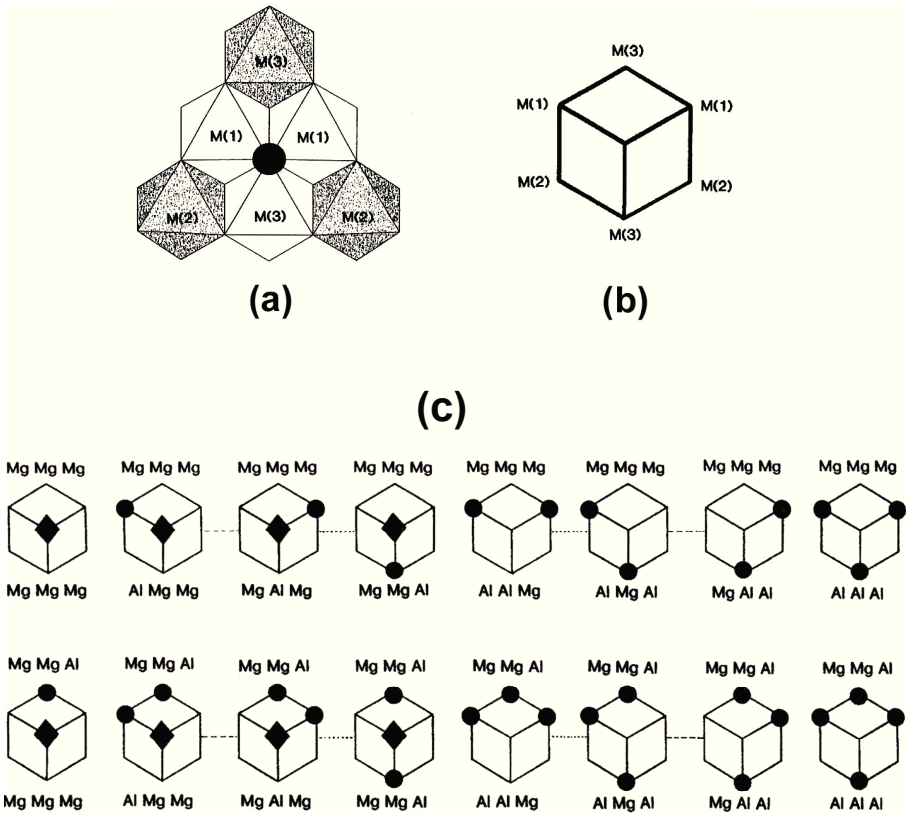 M(3)
M(1) M(1)
M(2) M(3) M(2)
(a)
M(3)
M(1) M(1)
M(2) M(2)
M(3)
(b)
(c)
Mg Mg Mg Mg Mg Mg Mg Mg Mg Mg Mg Mg Mg Mg Mg Mg Mg Mg Mg Mg Mg Mg Mg Mg
Mg Mg Mg Al Mg Mg Mg Al Mg Mg Mg Al Al Al Mg Al Mg Al Mg Al Al Al Al Al
Mg Mg Al Mg Mg Al Mg Mg Al Mg Mg Al Mg Mg Al Mg Mg Al Mg Mg Al Mg Mg Al
Mg Mg Mg Al Mg Mg Mg Al Mg Mg Mg Al Al Al Mg Al Mg Al Mg Al Al Al Al Al